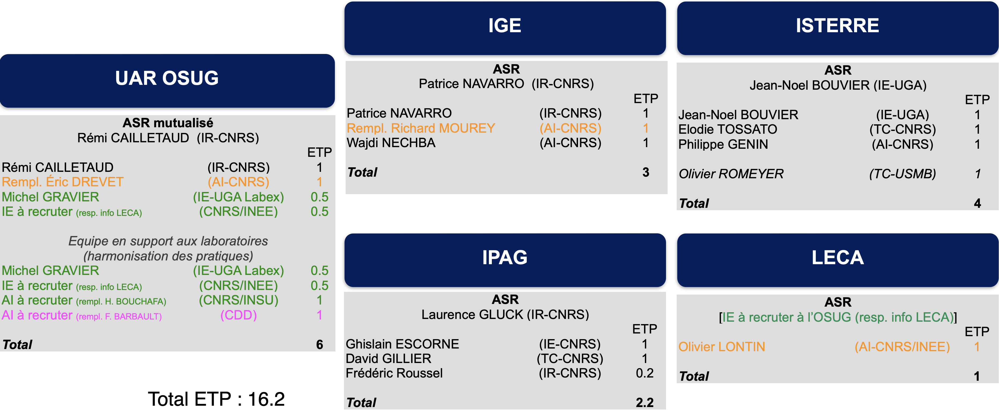 UAR OSUG
ASR mutualisé
Rémi CAILLETAUD (IR-CNRS)
ETP
Rémi CAILLETAUD (IR-CNRS) 1
Rempl. Éric DREVET (AI-CNRS) 1
Michel GRAVIER (IE-UGA Labex) 0.5
IE à recruter (resp. info LECA) (CNRS/INEE) 0.5
Equipe en support aux laboratoires
(harmonisation des pratiques)
Michel GRAVIER (IE-UGA Labex) 0.5
IE à recruter (resp. info LECA) (CNRS/INEE) 0.5
AI à recruter (rempl. H. BOUCHAFA) (CNRS/INSU) 1
AI à recruter (rempl. F. BARBAULT) (CDD) 1
Total 6
Total ETP : 16.2
IGE
ASR
Patrice NAVARRO (IR-CNRS)
ETP
Patrice NAVARRO (IR-CNRS) 1
Rempl. Richard MOUREY (AI-CNRS) 1
Wajdi NECHBA (AI-CNRS) 1
Total 3
ISTERRE
ASR
Jean-Noel BOUVIER (IE-UGA)
ETP
Jean-Noel BOUVIER (IE-UGA) 1
Elodie TOSSATO (TC-CNRS) 1
Philippe GENIN (AI-CNRS) 1
Olivier ROMEYER (TC-USMB) 1
Total 4
IPAG
ASR
Laurence GLUCK (IR-CNRS)
ETP
Ghislain ESCORNE (IE-CNRS) 1
David GILLIER (TC-CNRS) 1
Frédéric Roussel (IR-CNRS) 0.2
Total 2.2
LECA
ASR
[IE à recruter à l'OSUG (resp. info LECA)]
ETP
Olivier LONTIN (AI-CNRS/INEE) 1
Total 1